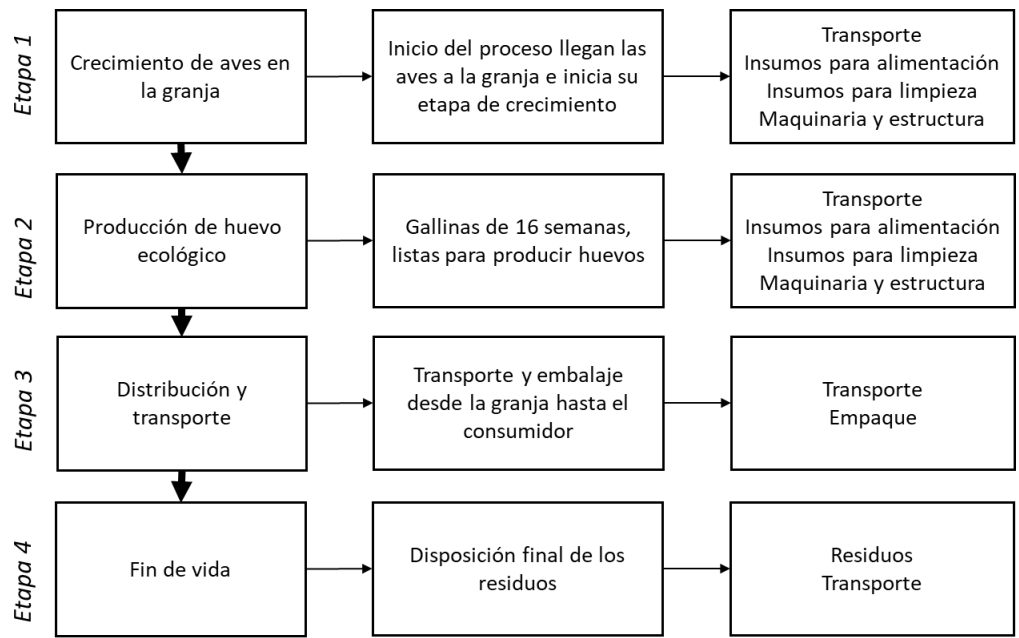 Etapa 1
Crecimiento de aves en
la granja
Inicio del proceso llegan las
aves a la granja e inicia su
etapa de crecimiento
Transporte
Insumos para alimentación
Insumos para limpieza
Maquinaria y estructura
Etapa 2
Producción de huevo
ecológico
Gallinas de 16 semanas,
listas para producir huevos
Transporte
Insumos para alimentación
Insumos para limpieza
Maquinaria y estructura
Etapa 3
Distribución y
transporte
Transporte y embalaje
desde la granja hasta el
consumidor
Transporte
Empaque
Etapa 4
Fin de vida
Disposición final de los
residuos
Residuos
Transporte